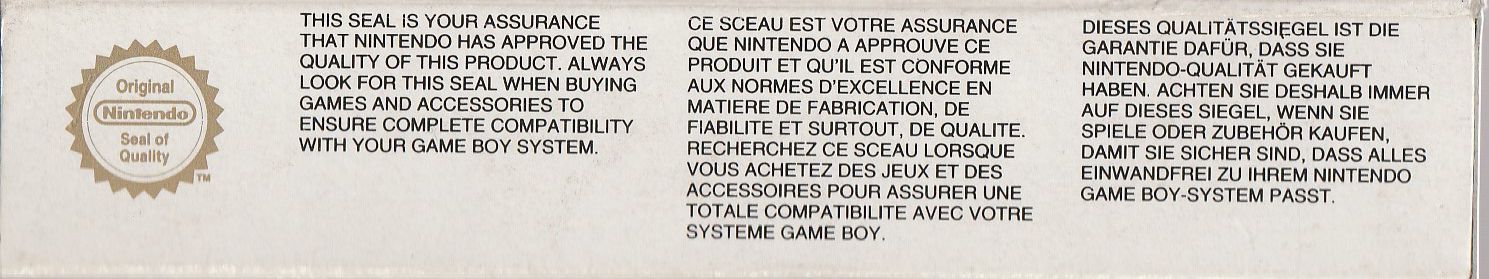 Original
Nintendo
Seal of
Quality
TM
THIS SEAL IS YOUR ASSURANCE
THAT NINTENDO HAS APPROVED THE
QUALITY OF THIS PRODUCT. ALWAYS
LOOK FOR THIS SEAL WHEN BUYING
GAMES AND ACCESSORIES TO
ENSURE COMPLETE COMPATIBILITY
WITH YOUR GAME BOY SYSTEM.
CE SCEAU EST VOTRE ASSURANCE
QUE NINTENDO A APPROUVE CE
PRODUIT ET QU'IL EST CONFORME
AUX NORMES D'EXCELLENCE EN
MATIERE DE FABRICATION, DE
FIABILITE ET SURTOUT, DE QUALITE.
RECHERCHEZ CE SCEAU LORSQUE
VOUS ACHETEZ DES JEUX ET DES
ACCESSOIRES POUR ASSURER UNE
TOTALE COMPATIBILITE AVEC VOTRE
SYSTEME GAME BOY.
DIESES QUALITÄTSSIEGEL IST DIE
GARANTIE DAFÜR, DASS SIE
NINTENDO-QUALITÄT GEKAUFT
HABEN. ACHTEN SIE DESHALB IMMER
AUF DIESES SIEGEL, WENN SIE
SPIELE ODER ZUBEHÖR KAUFEN,
DAMIT SIE SICHER SIND, DASS ALLES
EINWANDFREI ZU IHREM NINTENDO
GAME BOY-SYSTEM PASST.